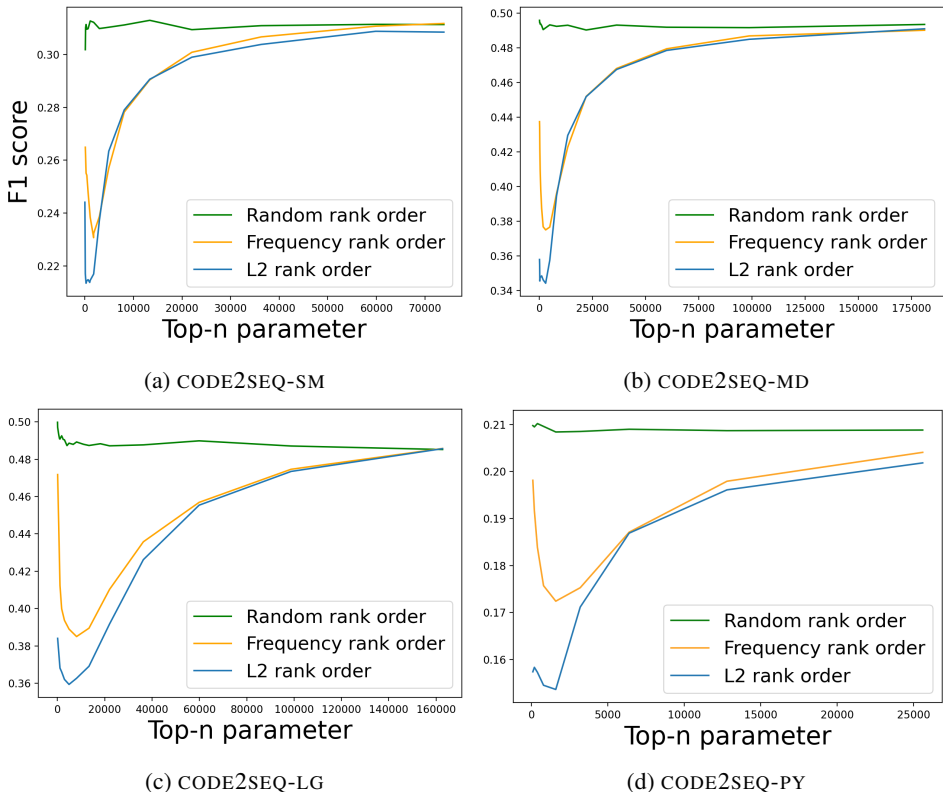 0.30
0.28
0.26
0.24
0.22
F1 score
Random rank order
Frequency rank order
L2 rank order
0 10000 20000 30000 40000 50000 60000 70000
Top-n parameter
(a) CODE2SEQ-SM
0.50
0.48
0.46
0.44
0.42
0.40
0.38
0.36
0.34
Random rank order
Frequency rank order
L2 rank order
0 25000 50000 75000 100000 125000 150000 175000
Top-n parameter
(b) CODE2SEQ-MD
0.50
0.48
0.46
0.44
0.42
0.40
0.38
0.36
Random rank order
Frequency rank order
L2 rank order
0 20000 40000 60000 80000 100000 120000 140000 160000
Top-n parameter
(c) CODE2SEQ-LG
0.21
0.20
0.19
0.18
0.17
0.16
Random rank order
Frequency rank order
L2 rank order
0 5000 10000 15000 20000 25000
Top-n parameter
(d) CODE2SEQ-PY